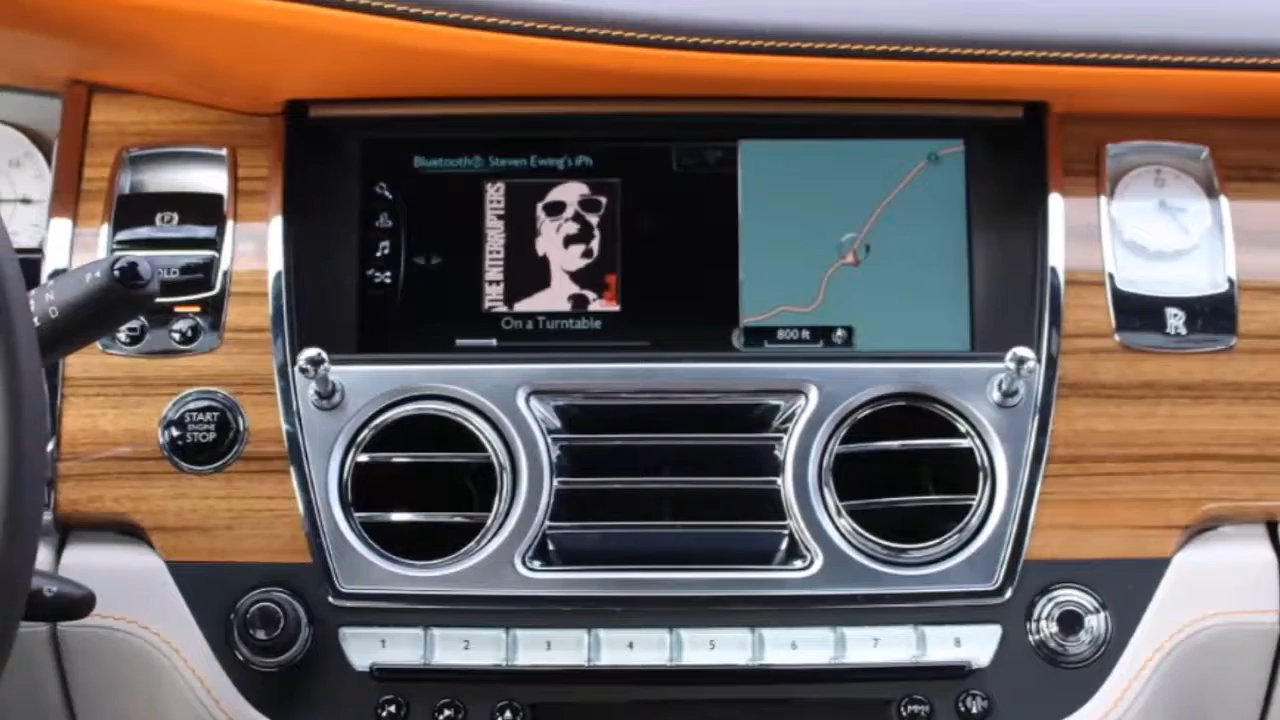 Bluetooth® Steven Ewing's iPh
THE INTERRUPTERS
On a Turntable
800 ft
P
OLD
P
N
D
START
ENGINE
STOP
R
1 2 3 4 5 6 7 8